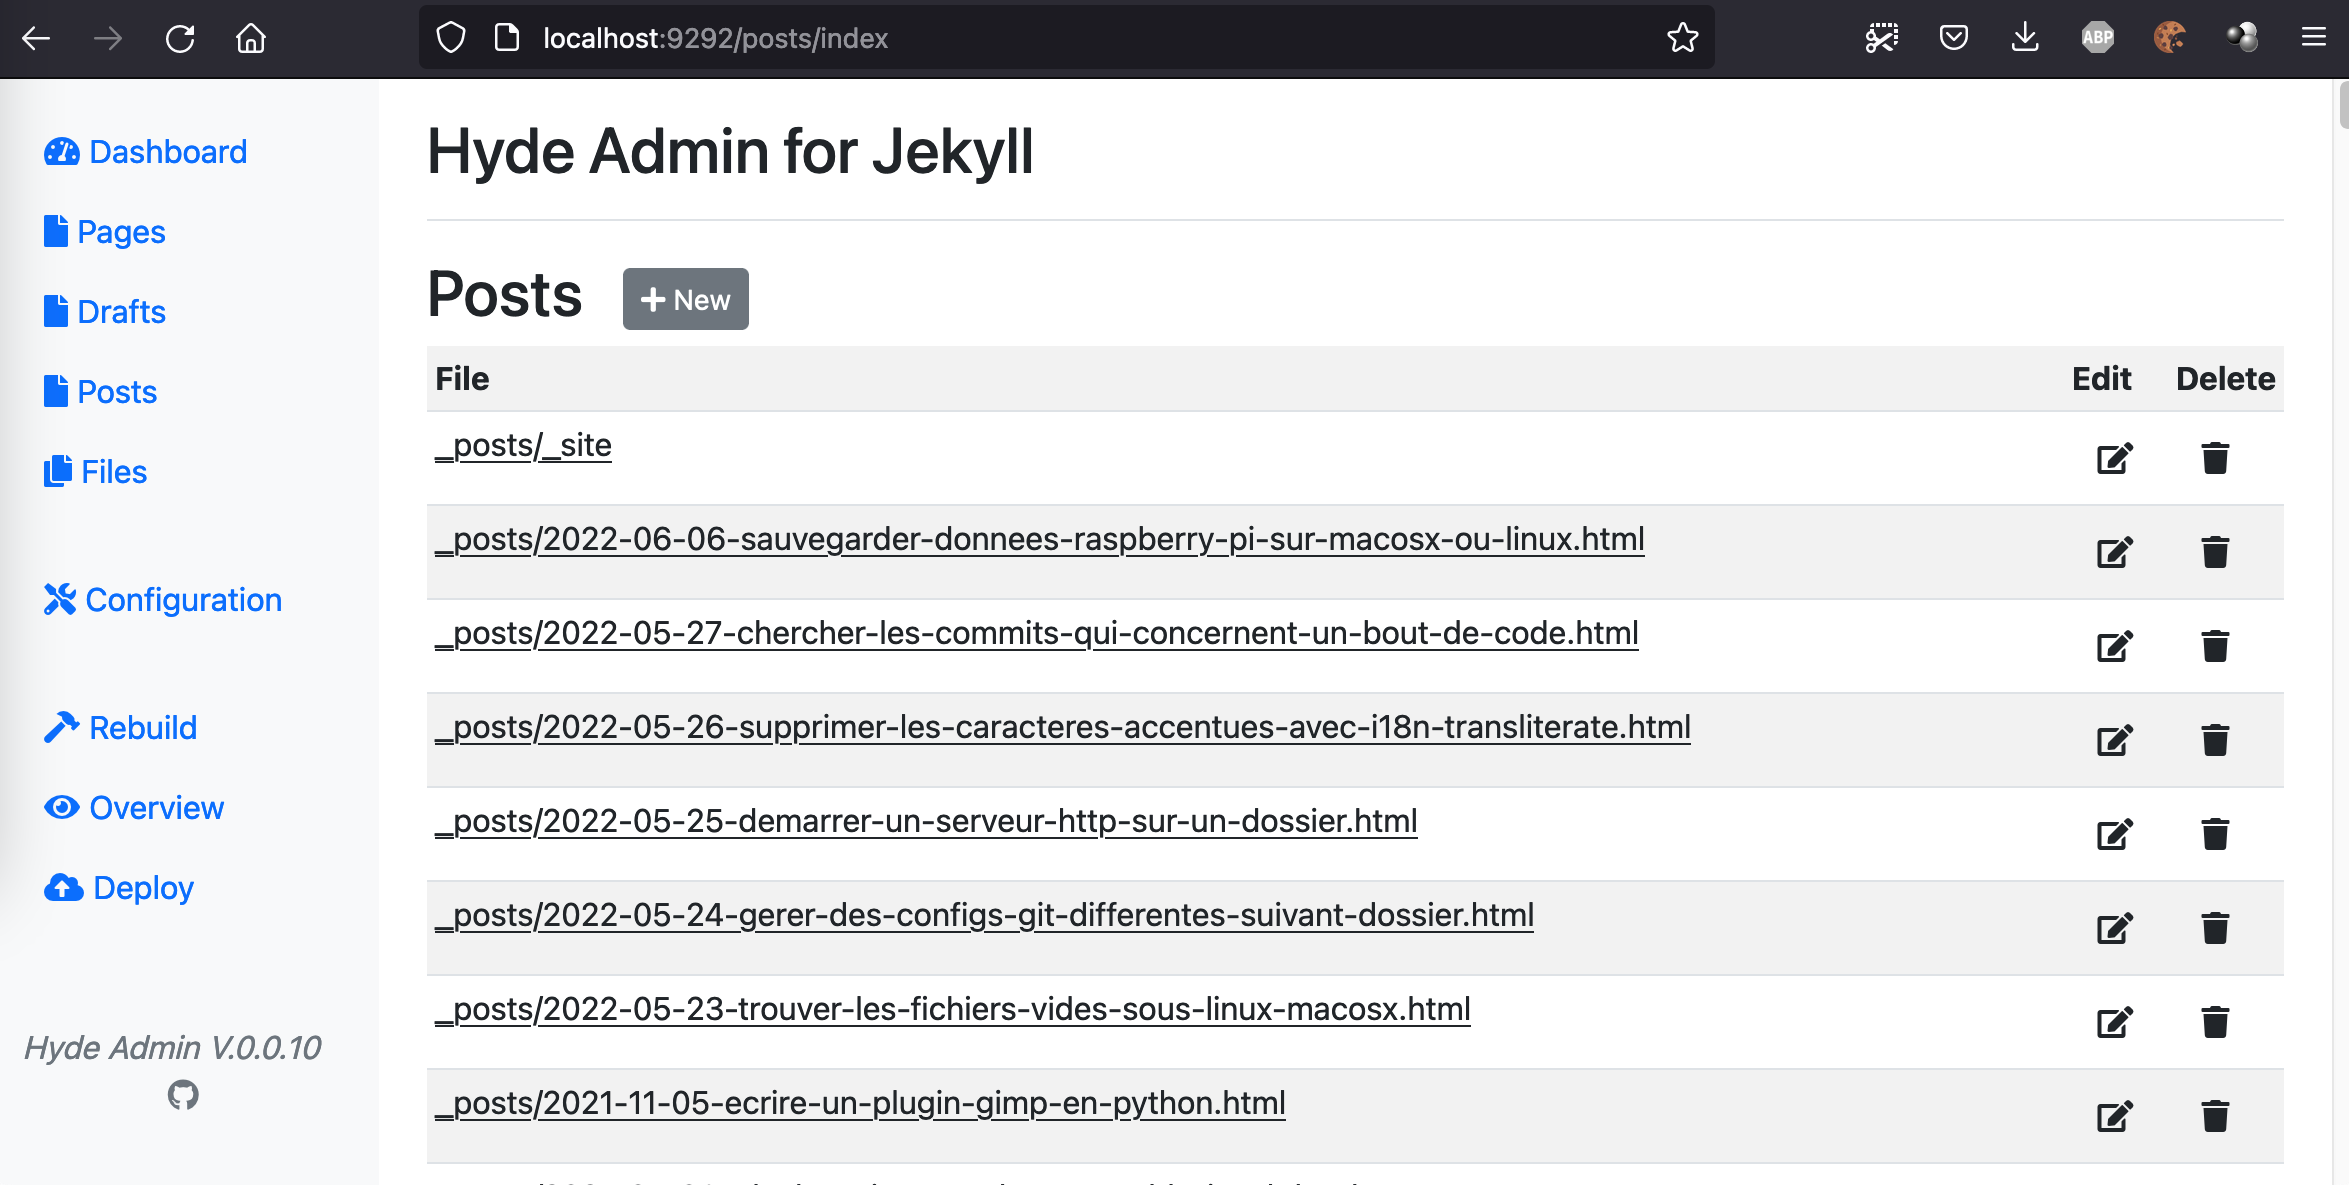 localhost:9292/posts/index
ABP
Dashboard
Pages
Drafts
Posts
Files
Configuration
Rebuild
Overview
Deploy
Hyde Admin V.0.0.10
Hyde Admin for Jekyll
Posts
New
File Edit Delete
_posts/_site
_posts/2022-06-06-sauvegarder-donnees-raspberry-pi-sur-macosx-ou-linux.html
_posts/2022-05-27-chercher-les-commits-qui-concernent-un-bout-de-code.html
_posts/2022-05-26-supprimer-les-caracteres-accentues-avec-i18n-transliterate.html
_posts/2022-05-25-demarrer-un-serveur-http-sur-un-dossier.html
_posts/2022-05-24-gerer-des-configs-git-differentes-suivant-dossier.html
_posts/2022-05-23-trouver-les-fichiers-vides-sous-linux-macosx.html
_posts/2021-11-05-ecrire-un-plugin-gimp-en-python.html